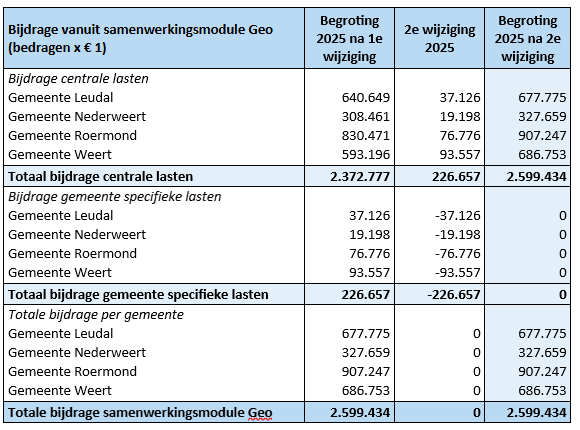 Bijdrage vanuit samenwerkingsmodule Geo (bedragen x € 1) Begroting 2025 na 1e wijziging 2e wijziging 2025 Begroting 2025 na 2e wijziging
Bijdrage centrale lasten
Gemeente Leudal 640.649 37.126 677.775
Gemeente Nederweert 308.461 19.198 327.659
Gemeente Roermond 830.471 76.776 907.247
Gemeente Weert 593.196 93.557 686.753
Totaal bijdrage centrale lasten 2.372.777 226.657 2.599.434
Bijdrage gemeente specifieke lasten
Gemeente Leudal 37.126 -37.126 0
Gemeente Nederweert 19.198 -19.198 0
Gemeente Roermond 76.776 -76.776 0
Gemeente Weert 93.557 -93.557 0
Totaal bijdrage gemeente specifieke lasten 226.657 -226.657 0
Totale bijdrage per gemeente
Gemeente Leudal 677.775 0 677.775
Gemeente Nederweert 327.659 0 327.659
Gemeente Roermond 907.247 0 907.247
Gemeente Weert 686.753 0 686.753
Totale bijdrage samenwerkingsmodule Geo 2.599.434 0 2.599.434